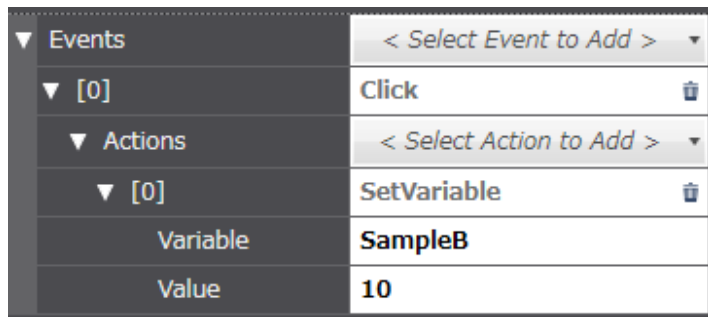 Events < Select Event to Add >
[0] Click
Actions < Select Action to Add >
[0] SetVariable
Variable SampleB
Value 10